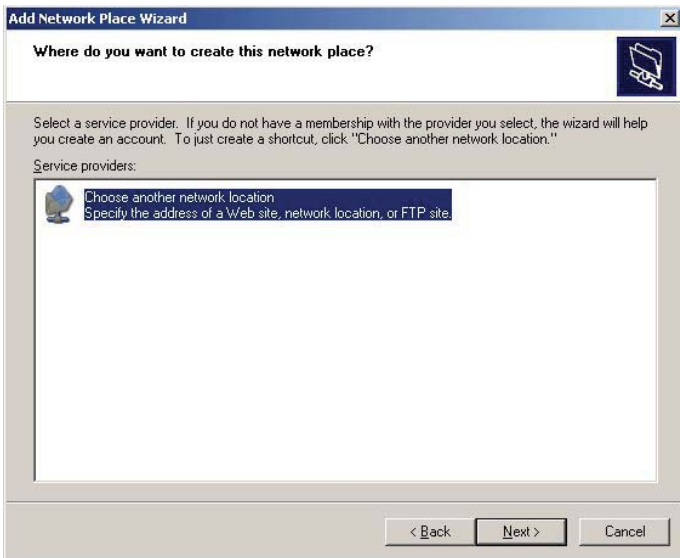 Add Network Place Wizard
Where do you want to create this network place?
Select a service provider. If you do not have a membership with the provider you select, the wizard will help
you create an account. To just create a shortcut, click "Choose another network location."
Service providers:
Choose another network location
Specify the address of a Web site, network location, or FTP site.
< Back Next > Cancel